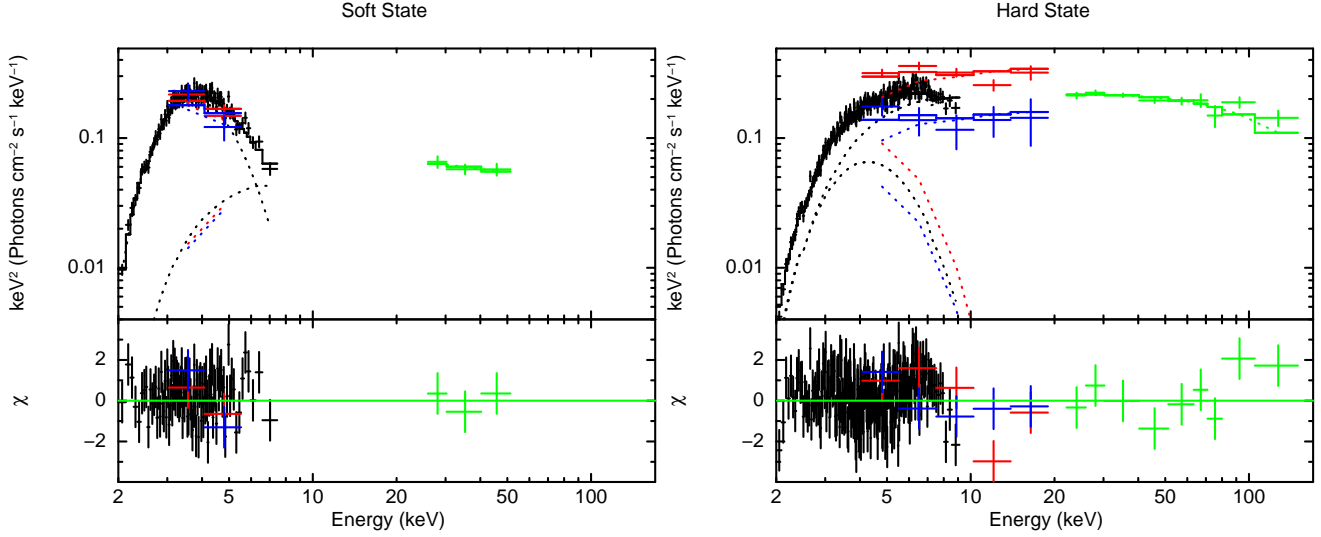 Soft State
keV² (Photons cm⁻² s⁻¹ keV⁻¹)
0.1
0.01
χ
2
0
−2
2
5
10
20
50
100
Energy (keV)
Hard State
keV² (Photons cm⁻² s⁻¹ keV⁻¹)
0.1
0.01
χ
2
0
−2
2
5
10
20
50
100
Energy (keV)